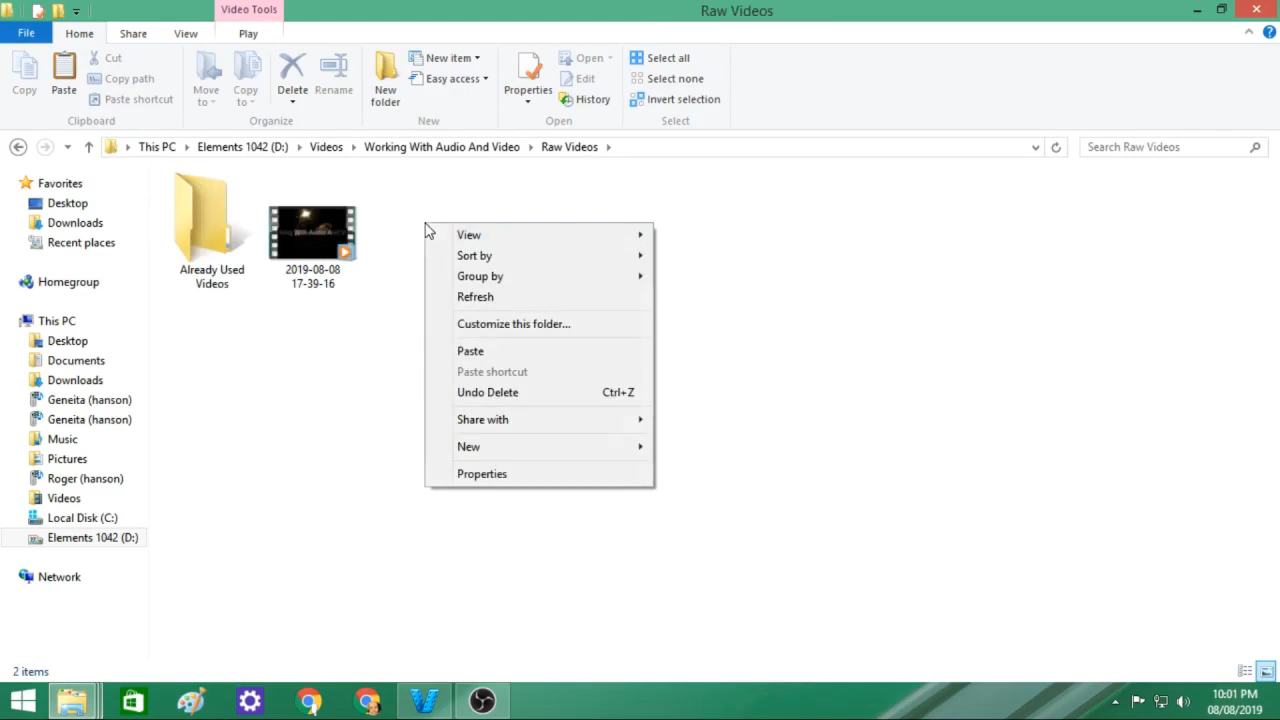 Video Tools
Raw Videos
File
Home
Share
View
Play
Copy
Paste
Cut
Copy path
Paste shortcut
Clipboard
Move to
Copy to
Delete
Rename
Organize
New folder
New item
Easy access
New
Properties
Open
Edit
History
Open
Select all
Select none
Invert selection
Select
This PC
Elements 1042 (D:)
Videos
Working With Audio And Video
Raw Videos
Search Raw Videos
Favorites
Desktop
Downloads
Recent places
Homegroup
This PC
Desktop
Documents
Downloads
Geneita (hanson)
Geneita (hanson)
Music
Pictures
Roger (hanson)
Videos
Local Disk (C:)
Elements 1042 (D:)
Network
Already Used
Videos
2019-08-08
17-39-16
View
Sort by
Group by
Refresh
Customize this folder...
Paste
Paste shortcut
Undo Delete Ctrl+Z
Share with
New
Properties
2 items
10:01 PM
08/08/2019